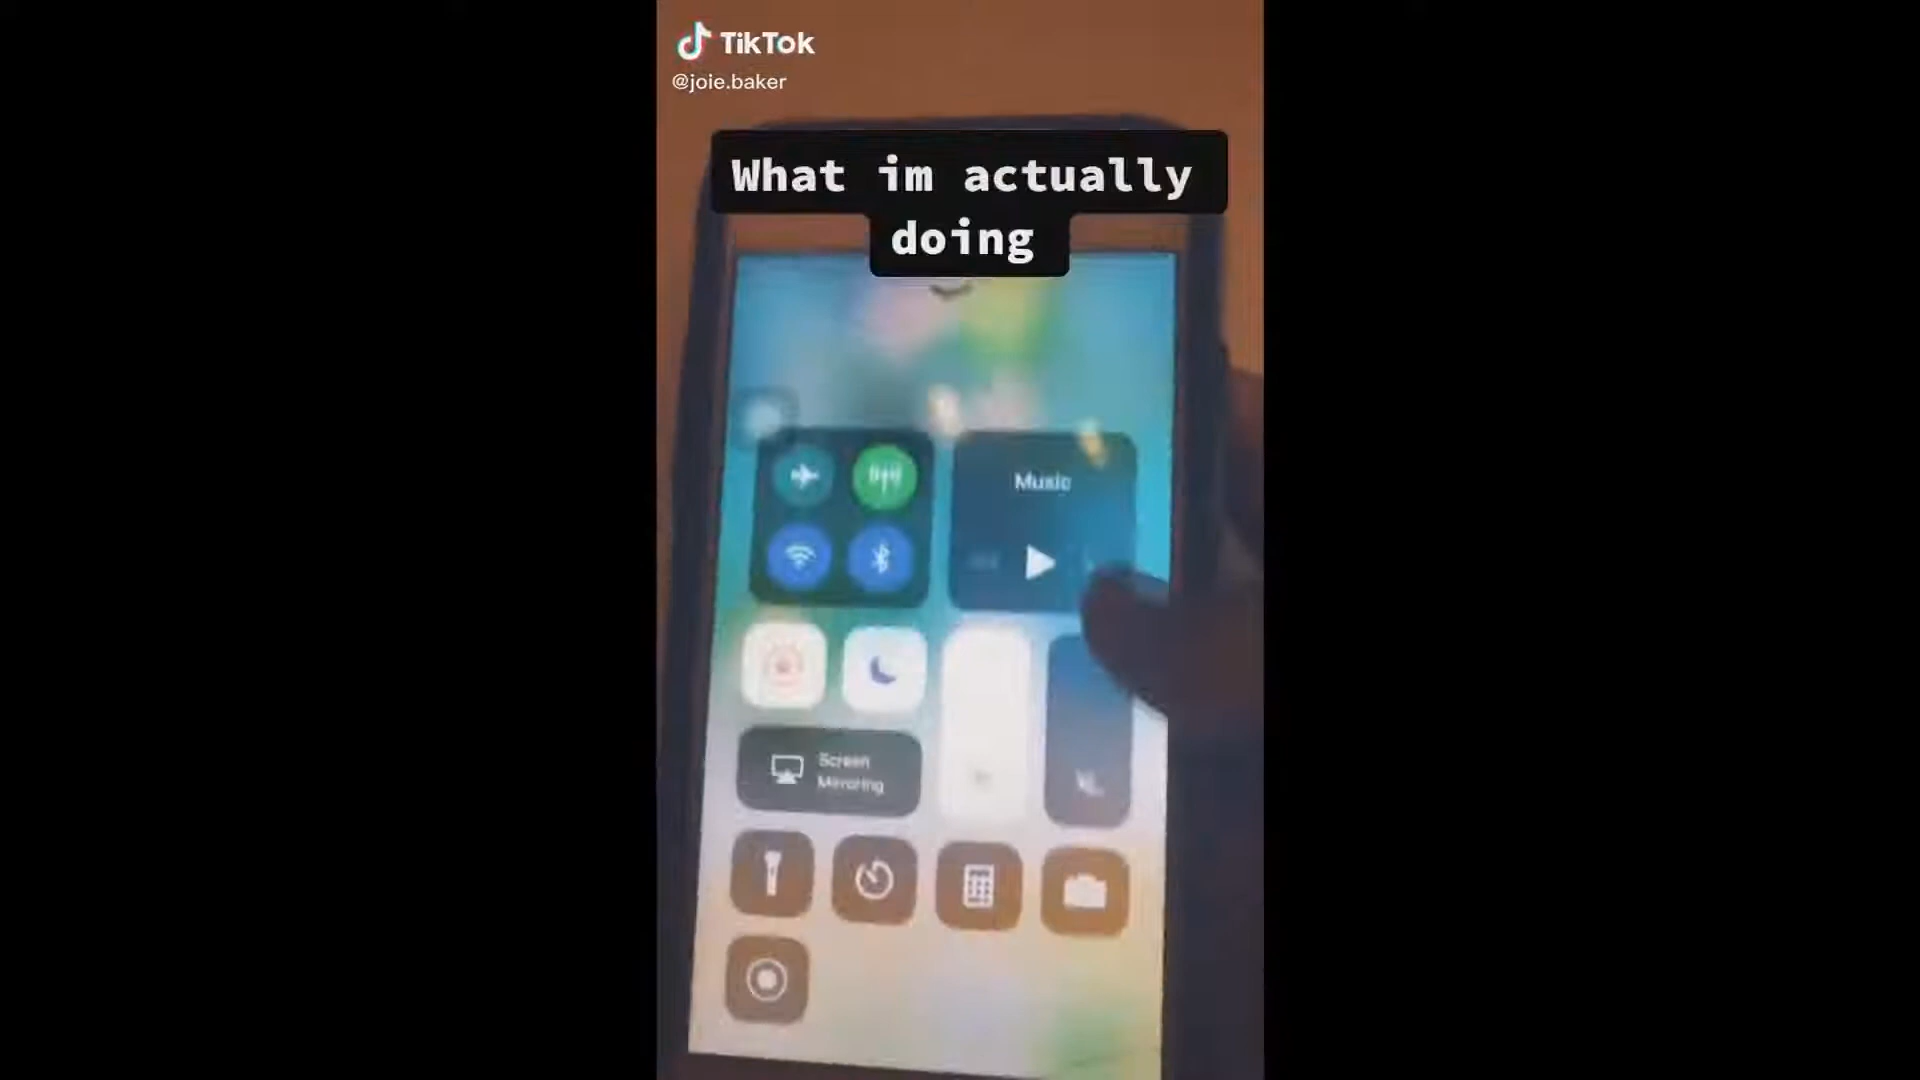 TikTok
@joie.baker
What im actually
doing
Music
Screen
Mirroring